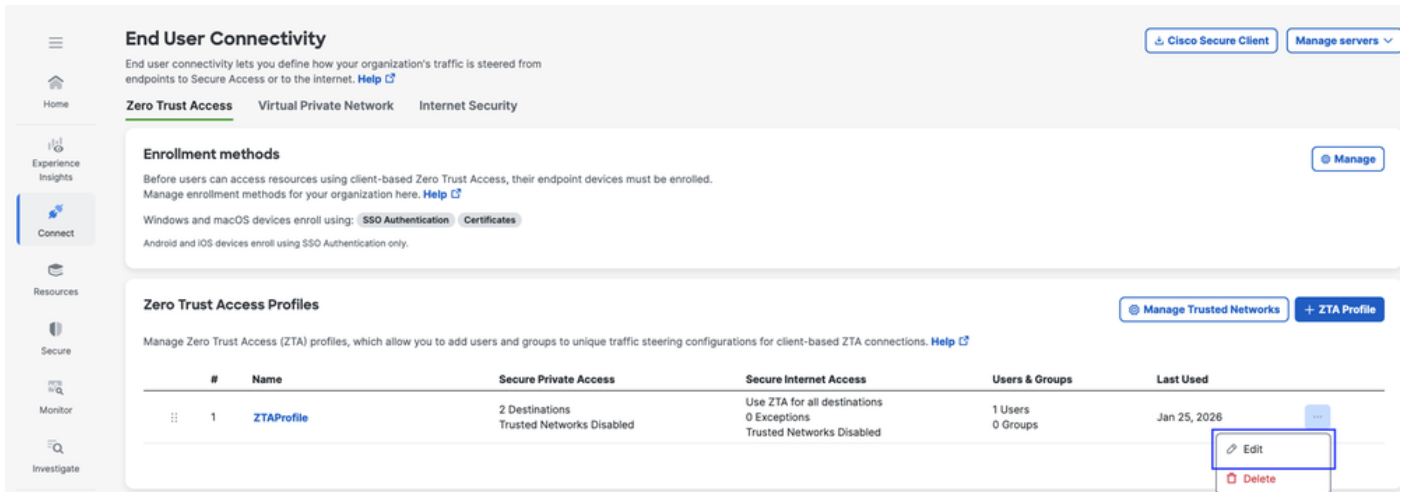 End User Connectivity
Cisco Secure Client
Manage servers
End user connectivity lets you define how your organization's traffic is steered from
endpoints to Secure Access or to the internet. Help
Home
Zero Trust Access
Virtual Private Network
Internet Security
Experience
Insights
Connect
Resources
Secure
Monitor
Investigate
Enrollment methods
Manage
Before users can access resources using client-based Zero Trust Access, their endpoint devices must be enrolled.
Manage enrollment methods for your organization here. Help
Windows and macOS devices enroll using: SSO Authentication Certificates
Android and iOS devices enroll using SSO Authentication only.
Zero Trust Access Profiles
Manage Trusted Networks
+ ZTA Profile
Manage Zero Trust Access (ZTA) profiles, which allow you to add users and groups to unique traffic steering configurations for client-based ZTA connections. Help
# Name Secure Private Access Secure Internet Access Users & Groups Last Used
1
ZTAProfile
2 Destinations
Trusted Networks Disabled
Use ZTA for all destinations
0 Exceptions
Trusted Networks Disabled
1 Users
0 Groups
Jan 25, 2026
...
Edit
Delete